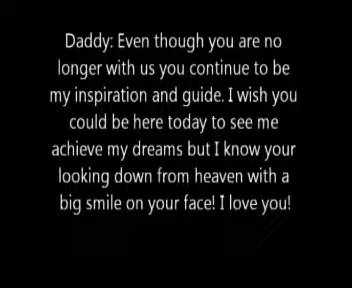 Daddy: Even though you are no
longer with us you continue to be
my inspiration and guide. I wish you
could be here today to see me
achieve my dreams but I know your
looking down from heaven with a
big smile on your face! I love you!